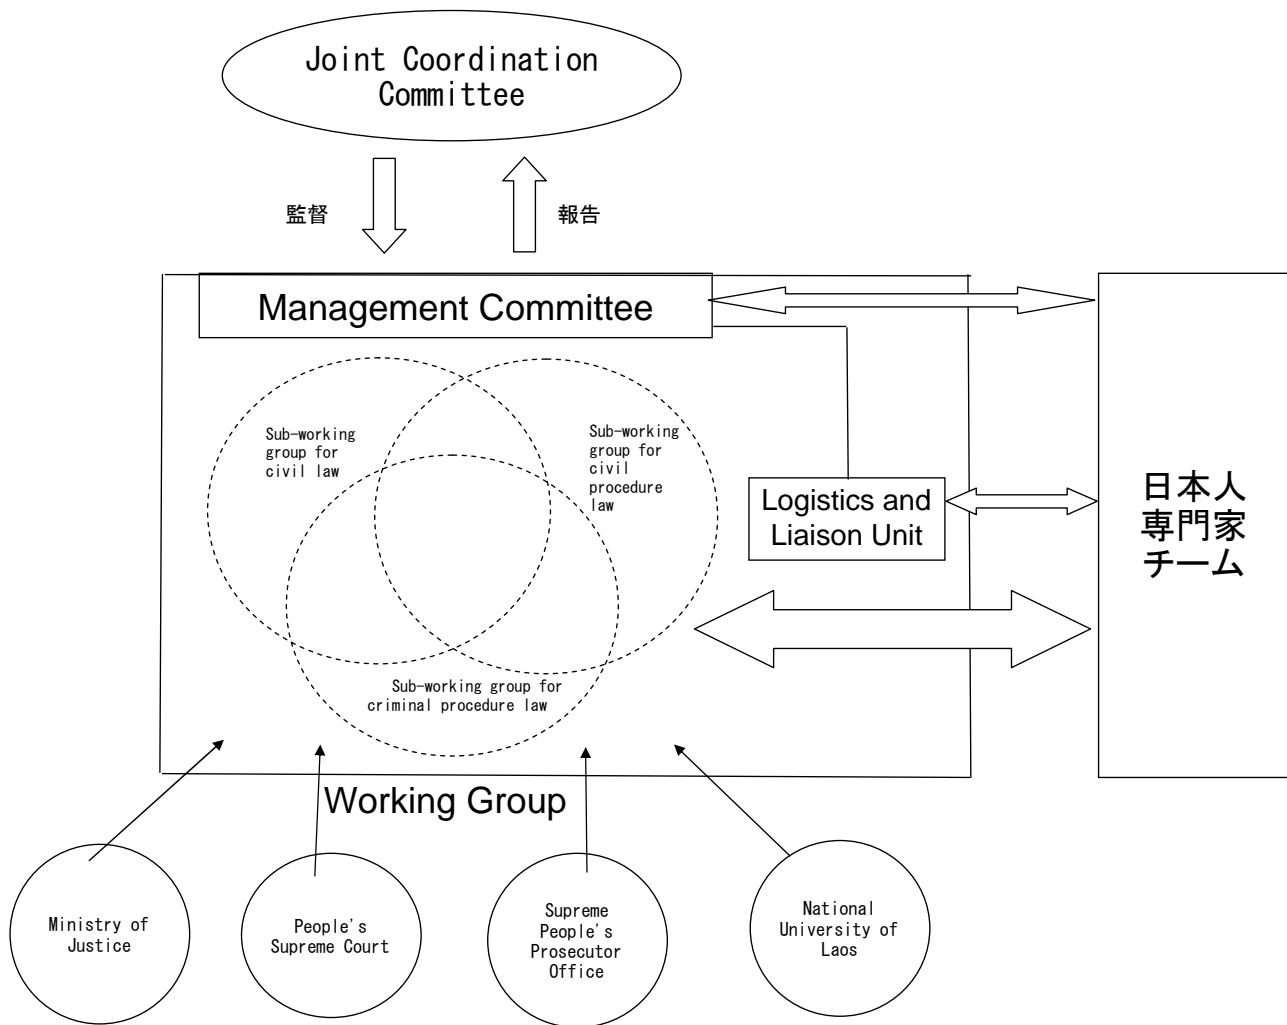 Joint Coordination
Committee
監督
報告
Management Committee
Sub-working
group for
civil law
Sub-working
group for
civil
procedure
law
Logistics and
Liaison Unit
日本人
専門家
チーム
Sub-working group for
criminal procedure law
Working Group
Ministry of
Justice
People's
Supreme Court
Supreme
People's
Prosecutor
Office
National
University of
Laos